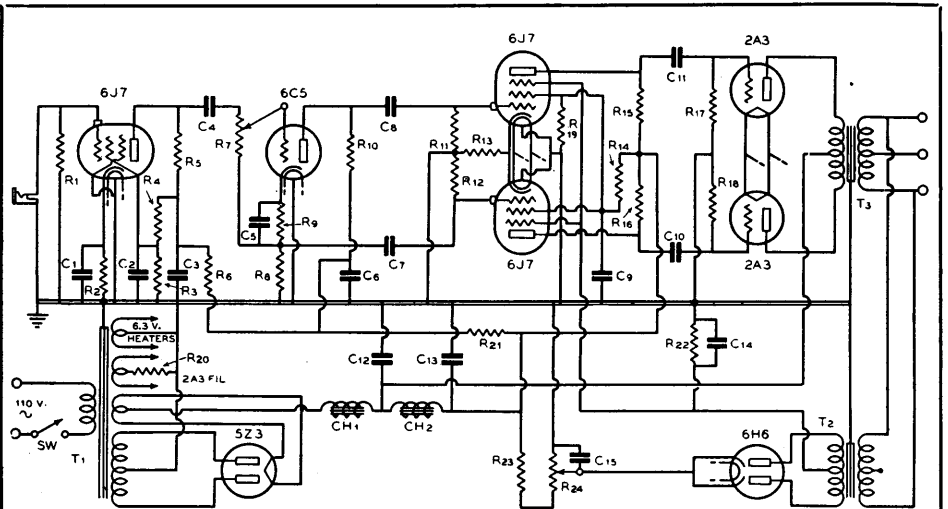 6J7
6C5
6J7
2A3
C4
C8
C11
R1
R4
R5
R7
R10
R11
R13
R12
R19
R14
R15
R16
R17
R18
T3
C5
R9
C7
C10
6J7
2A3
C1
R2
C2
R3
C3
R6
R8
C6
C9
6.3 V.
HEATERS
R20
2A3 FIL
C12
C13
R21
R22
C14
110 V.
SW
T1
5Z3
CH1
CH2
R23
R24
C15
6H6
T2